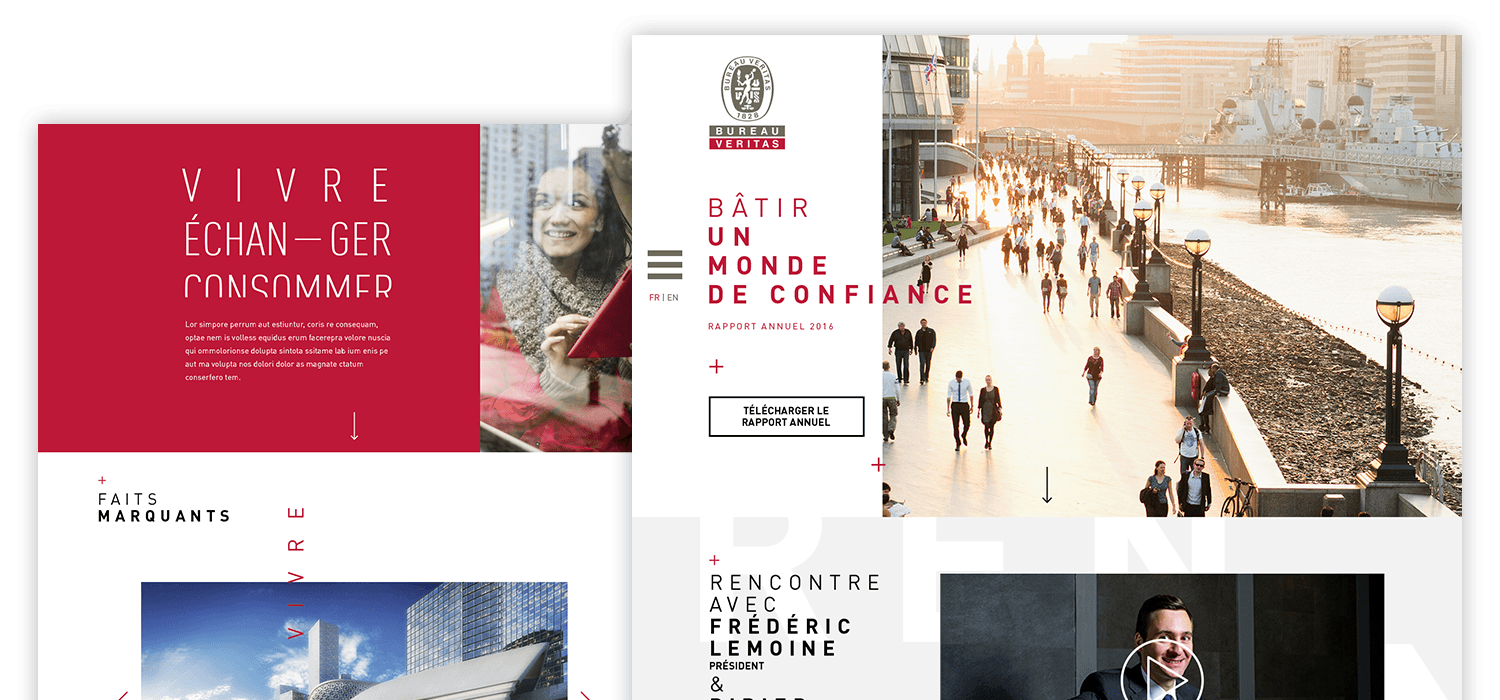 VIVRE
ÉCHAN—GER
CONSOMMER
Lor simpore perrum aut estiuntur, coris re consequam,
optae nem is volless equidus erum facerepra volore nuscia
qui ommolorionse dolupta sintota ssitame lab ium enis pe
aut ma volupta nos dolori dolor as magnate ctatum
conserfero tem.
+
FAITS
MARQUANTS
VIVRE
BUREAU VERITAS
1828
BUREAU
VERITAS
BÂTIR
UN
MONDE
DE CONFIANCE
FR | EN
RAPPORT ANNUEL 2016
+
TÉLÉCHARGER LE
RAPPORT ANNUEL
+
REN
+
RENCONTRE
AVEC
FRÉDÉRIC
LEMOINE
PRÉSIDENT
&
DIDIER